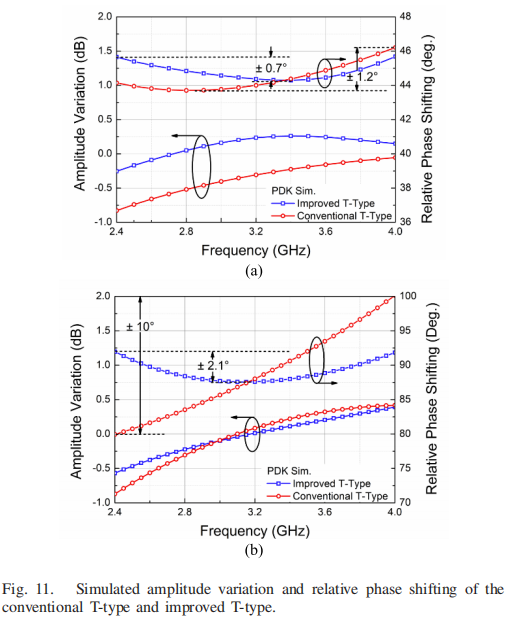 2.0 48
1.5 46
1.0 44
0.5 42
0.0 40
-0.5 38
-1.0 36
Amplitude Variation (dB)
Relative Phase Shifting (deg.)
± 0.7°
± 1.2°
PDK Sim.
Improved T-Type
Conventional T-Type
2.4 2.8 3.2 3.6 4.0
Frequency (GHz)
(a)
2.0 100
1.5 95
1.0 90
0.5 85
0.0 80
-0.5 75
-1.0 70
Amplitude Variation (dB)
Relative Phase Shifting (Deg.)
± 10°
± 2.1°
PDK Sim.
Improved T-Type
Conventional T-Type
2.4 2.8 3.2 3.6 4.0
Frequency (GHz)
(b)
Fig. 11. Simulated amplitude variation and relative phase shifting of the
conventional T-type and improved T-type.